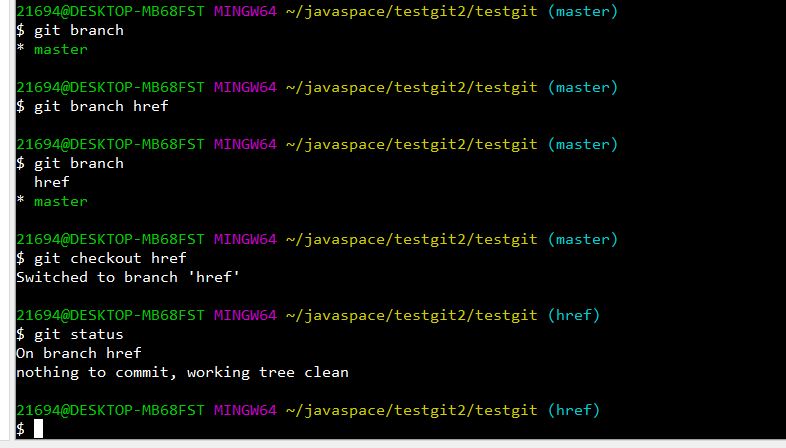 21694@DESKTOP-MB68FST MINGW64 ~/javaspace/testgit2/testgit (master)
$ git branch
* master
21694@DESKTOP-MB68FST MINGW64 ~/javaspace/testgit2/testgit (master)
$ git branch href
21694@DESKTOP-MB68FST MINGW64 ~/javaspace/testgit2/testgit (master)
$ git branch
  href
* master
21694@DESKTOP-MB68FST MINGW64 ~/javaspace/testgit2/testgit (master)
$ git checkout href
Switched to branch 'href'
21694@DESKTOP-MB68FST MINGW64 ~/javaspace/testgit2/testgit (href)
$ git status
On branch href
nothing to commit, working tree clean
21694@DESKTOP-MB68FST MINGW64 ~/javaspace/testgit2/testgit (href)
$